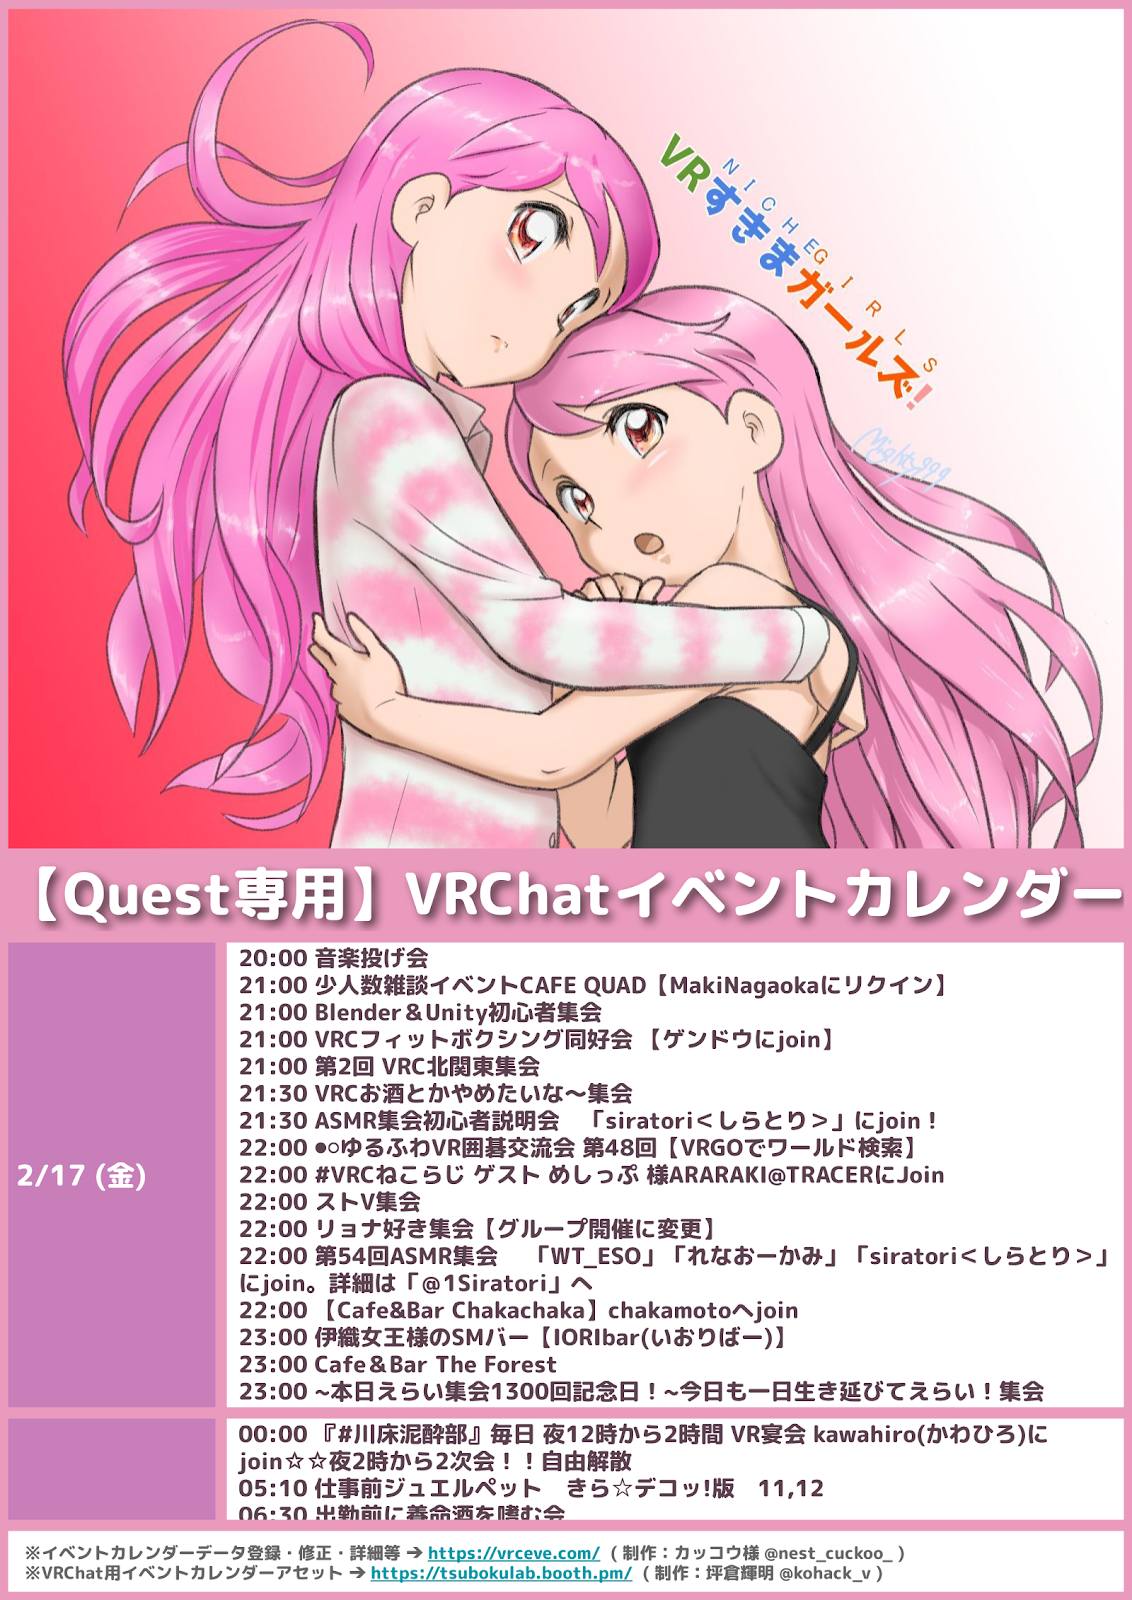 NICHE GIRLS
VRすきまガールズ!
Mighty999
【Quest専用】VRChatイベントカレンダー
2/17 (金)
20:00 音楽投げ会
21:00 少人数雑談イベントCAFE QUAD【MakiNagaokaにリクイン】
21:00 Blender＆Unity初心者集会
21:00 VRCフィットボクシング同好会 【ゲンドウにjoin】
21:00 第2回 VRC北関東集会
21:30 VRCお酒とかやめたいな～集会
21:30 ASMR集会初心者説明会　「siratori＜しらとり＞」にjoin！
22:00 ●○ゆるふわVR囲碁交流会 第48回【VRGOでワールド検索】
22:00 #VRCねこらじ ゲスト めしっぷ 様ARARAKI@TRACERにJoin
22:00 ストV集会
22:00 リョナ好き集会【グループ開催に変更】
22:00 第54回ASMR集会　「WT_ESO」「れなおーかみ」「siratori＜しらとり＞」
にjoin。詳細は「@1Siratori」へ
22:00 【Cafe&Bar Chakachaka】chakamotoへjoin
23:00 伊織女王様のSMバー【IORIbar(いおりばー)】
23:00 Cafe＆Bar The Forest
23:00 ~本日えらい集会1300回記念日！~今日も一日生き延びてえらい！集会
00:00 『#川床泥酔部』毎日 夜12時から2時間 VR宴会 kawahiro(かわひろ)に
join☆☆夜2時から2次会！！自由解散
05:10 仕事前ジュエルペット　きら☆デコッ!版　11,12
06:30 出勤前に養命酒を嗜む会
※イベントカレンダーデータ登録・修正・詳細等 ➔ https://vrceve.com/ ( 制作：カッコウ様 @nest_cuckoo_ )
※VRChat用イベントカレンダーアセット ➔ https://tsubokulab.booth.pm/ ( 制作：坪倉輝明 @kohack_v )